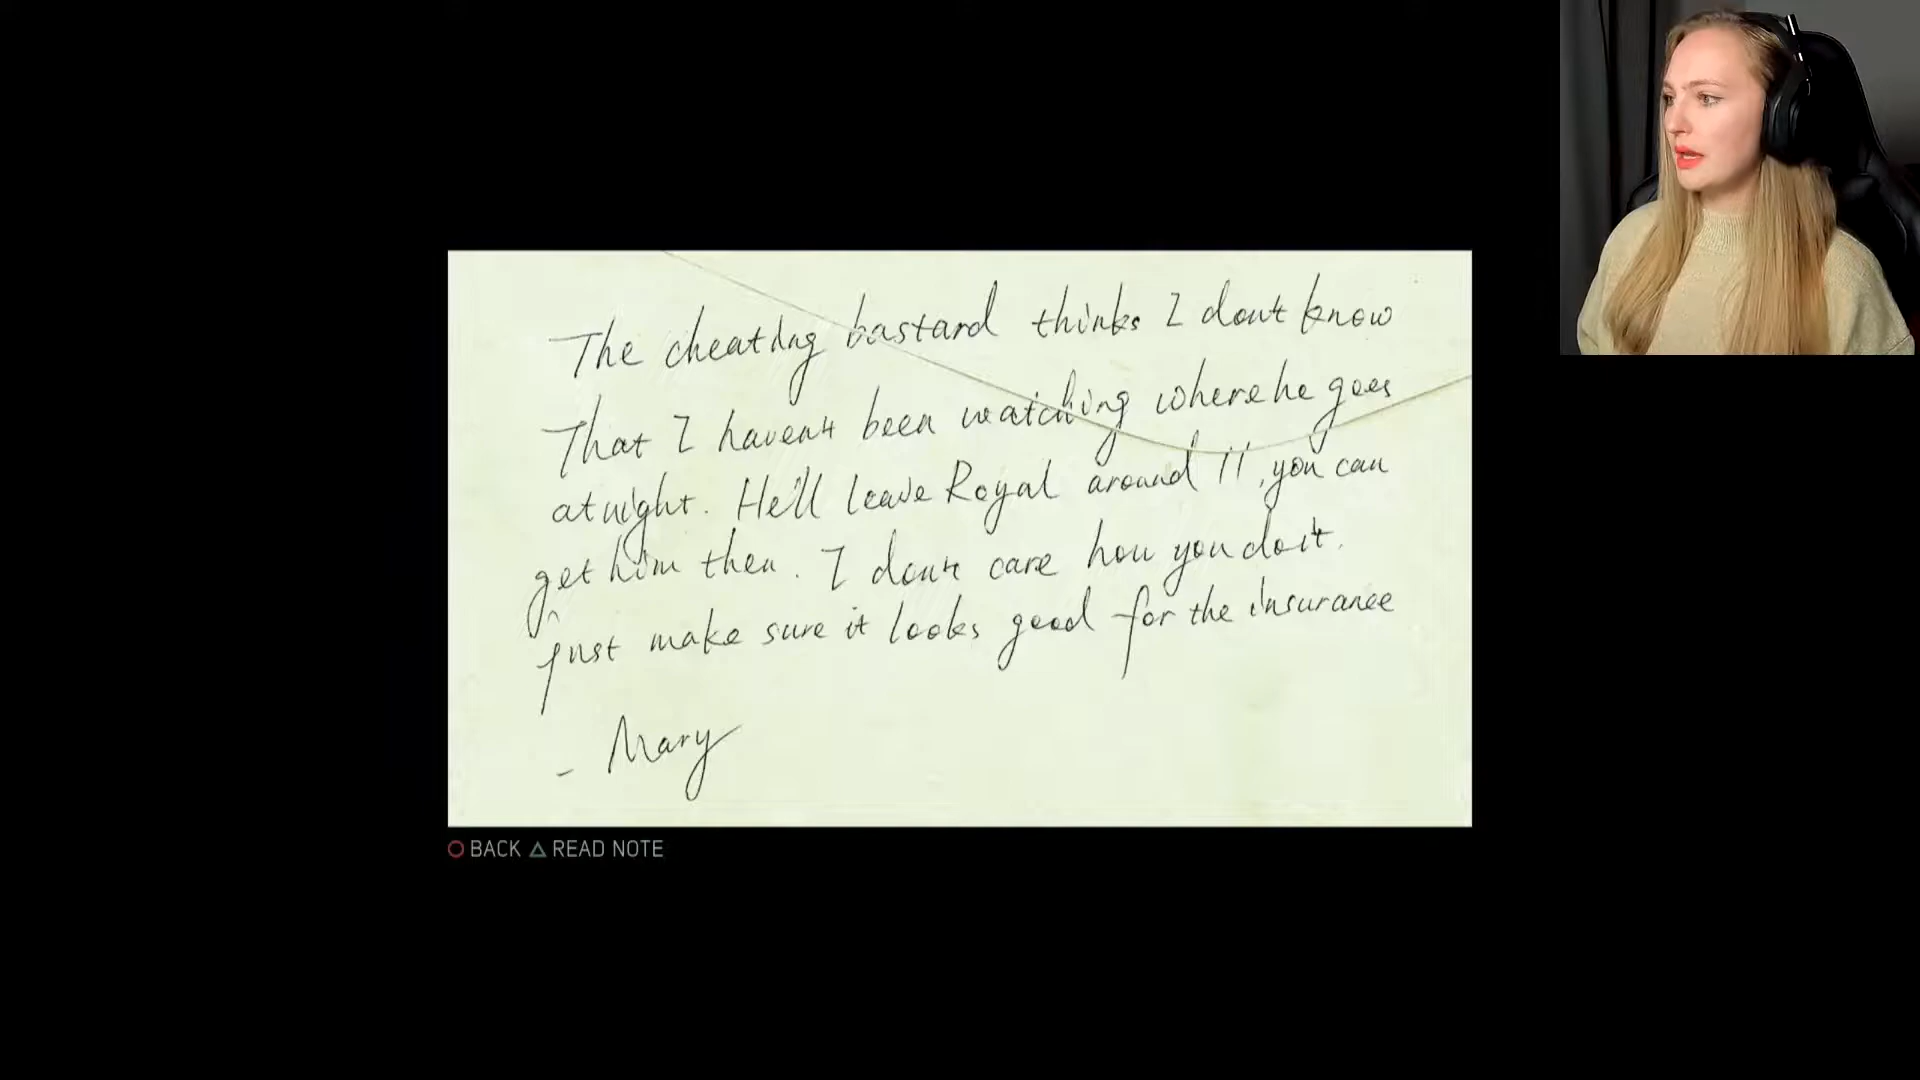 The cheating bastard thinks I don't know
That I haven't been watching where he goes
at night. He'll leave Royal around 11, you can
get him then. I don't care how you do it.
just make sure it looks good for the insurance
- Mary
BACK READ NOTE